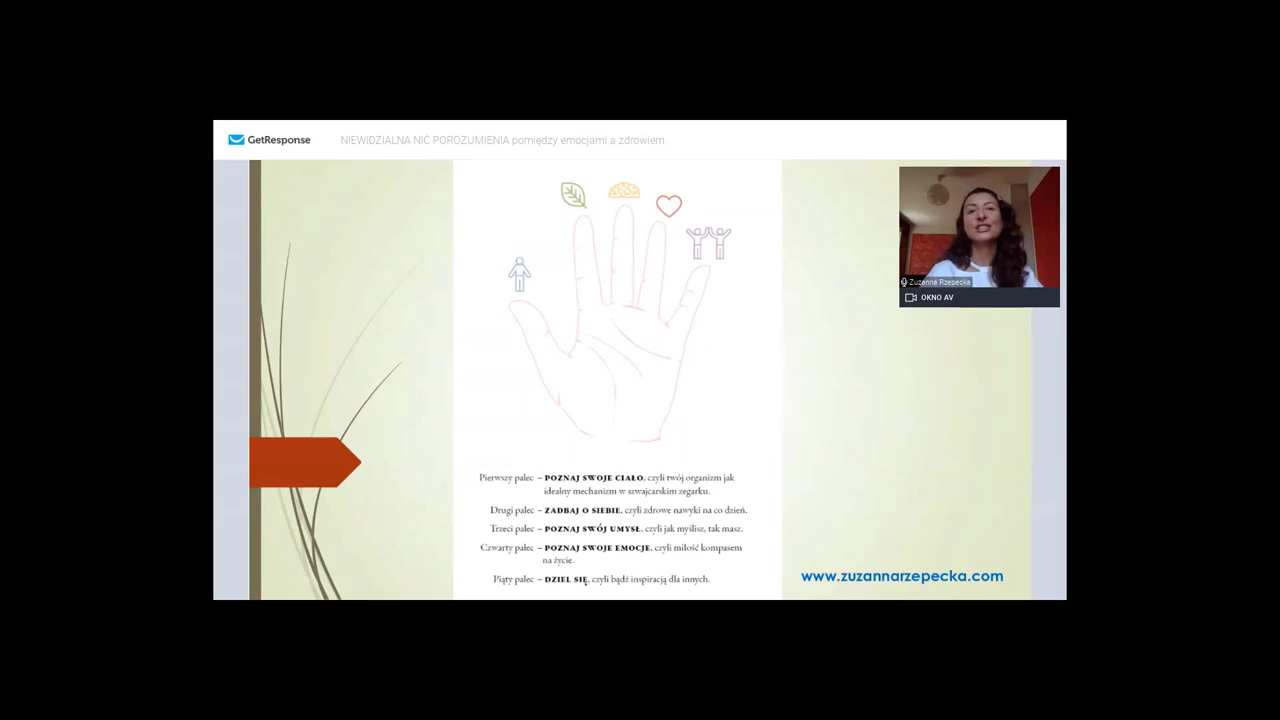 GetResponse
NIEWIDZIALNA NIĆ POROZUMIENIA pomiędzy emocjami a zdrowiem
Zuzanna Rzepecka
OKNO AV
Pierwszy palec – POZNAJ SWOJE CIAŁO, czyli twój organizm jak
idealny mechanizm w szwajcarskim zegarku.
Drugi palec – ZADBAJ O SIEBIE, czyli zdrowe nawyki na co dzień.
Trzeci palec – POZNAJ SWÓJ UMYSŁ, czyli jak myślisz, tak masz.
Czwarty palec – POZNAJ SWOJE EMOCJE, czyli miłość kompasem
na życie.
Piąty palec – DZIEL SIĘ, czyli bądź inspiracją dla innych.
www.zuzannarzepecka.com